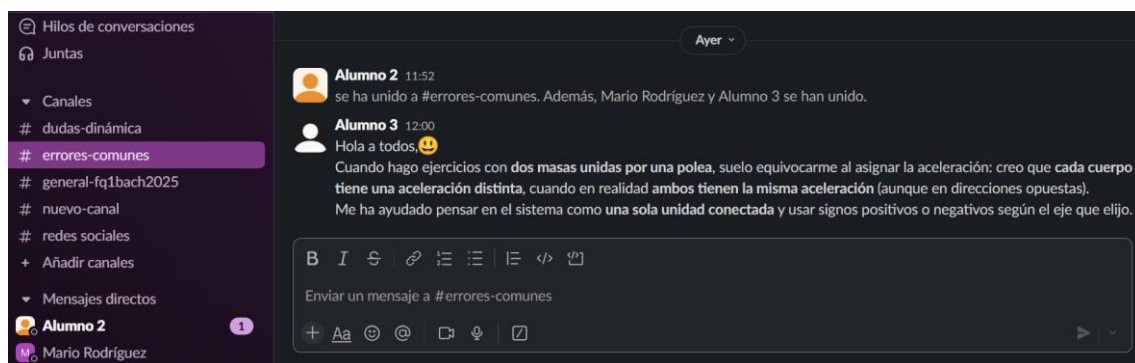 Hilos de conversaciones
Juntas
Canales
# dudas-dinámica
# errores-comunes
# general-fq1bach2025
# nuevo-canal
# redes sociales
+ Añadir canales
Mensajes directos
Alumno 2 1
M Mario Rodríguez
Ayer
Alumno 2 11:52
se ha unido a #errores-comunes. Además, Mario Rodríguez y Alumno 3 se han unido.
Alumno 3 12:00
Hola a todos,😃
Cuando hago ejercicios con dos masas unidas por una polea, suelo equivocarme al asignar la aceleración: creo que cada cuerpo
tiene una aceleración distinta, cuando en realidad ambos tienen la misma aceleración (aunque en direcciones opuestas).
Me ha ayudado pensar en el sistema como una sola unidad conectada y usar signos positivos o negativos según el eje que elijo.
B I S
Enviar un mensaje a #errores-comunes
+ Aa @